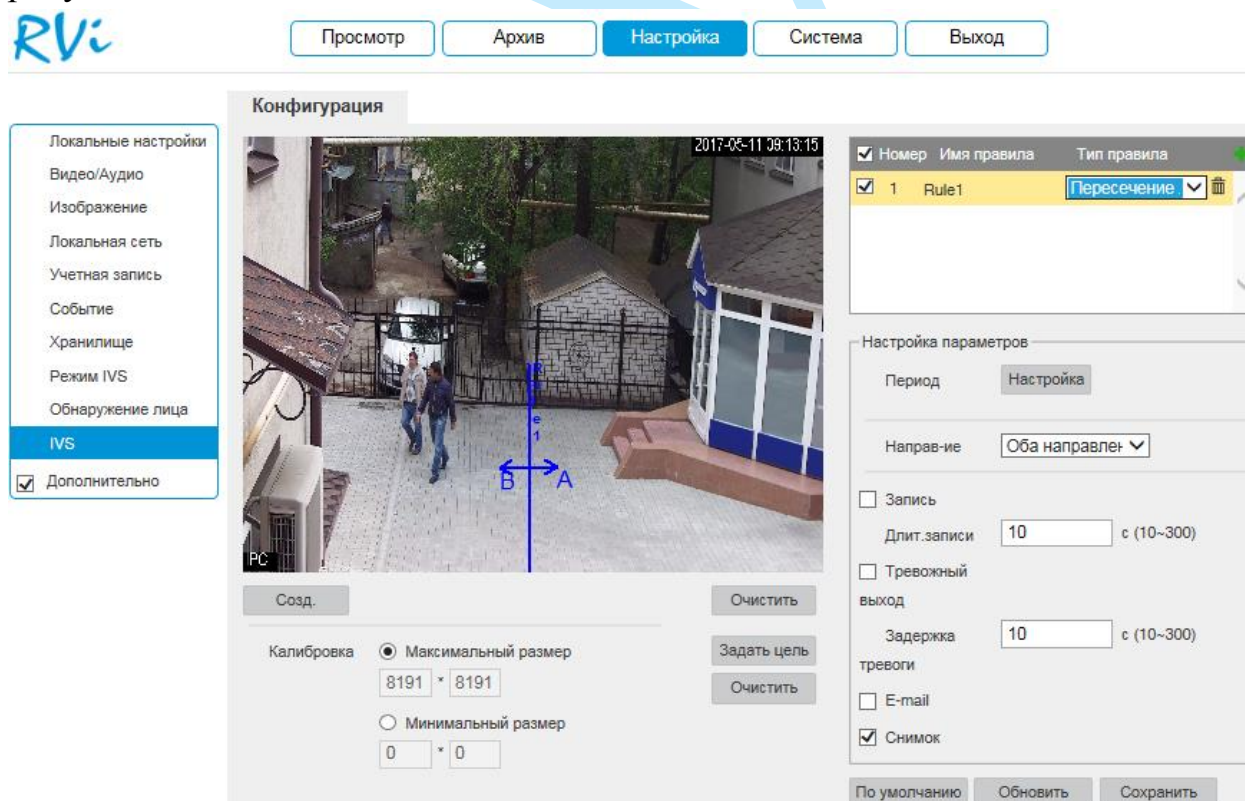 RVi
Просмотр
Архив
Настройка
Система
Выход
Конфигурация
Локальные настройки
Видео/Аудио
Изображение
Локальная сеть
Учетная запись
Событие
Хранилище
Режим IVS
Обнаружение лица
IVS
Дополнительно
2017-05-11 09:13:15
Rule1
B A
PC
Созд.
Очистить
Калибровка
Максимальный размер
8191 * 8191
Минимальный размер
0 * 0
Задать цель
Очистить
Номер Имя правила Тип правила
1 Rule1 Пересечение
Настройка параметров
Период Настройка
Направ-ие Оба направлен
Запись
Длит.записи 10 с (10~300)
Тревожный
выход
Задержка 10 с (10~300)
тревоги
E-mail
Снимок
По умолчанию Обновить Сохранить